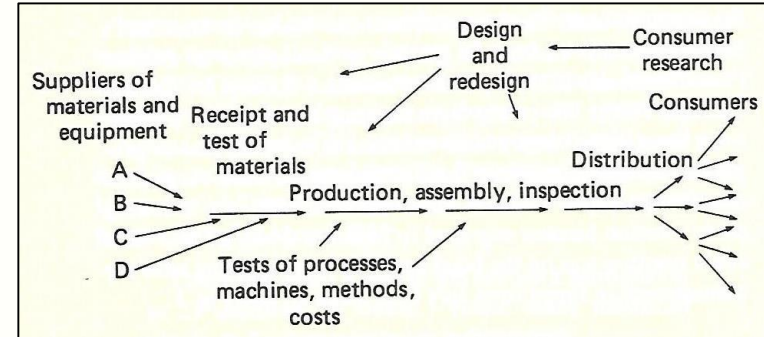 Design
and
redesign
Consumer
research
Suppliers of
materials and
equipment
Consumers
Receipt and
test of
materials
Distribution
A
B
C
D
Production, assembly, inspection
Tests of processes,
machines, methods,
costs